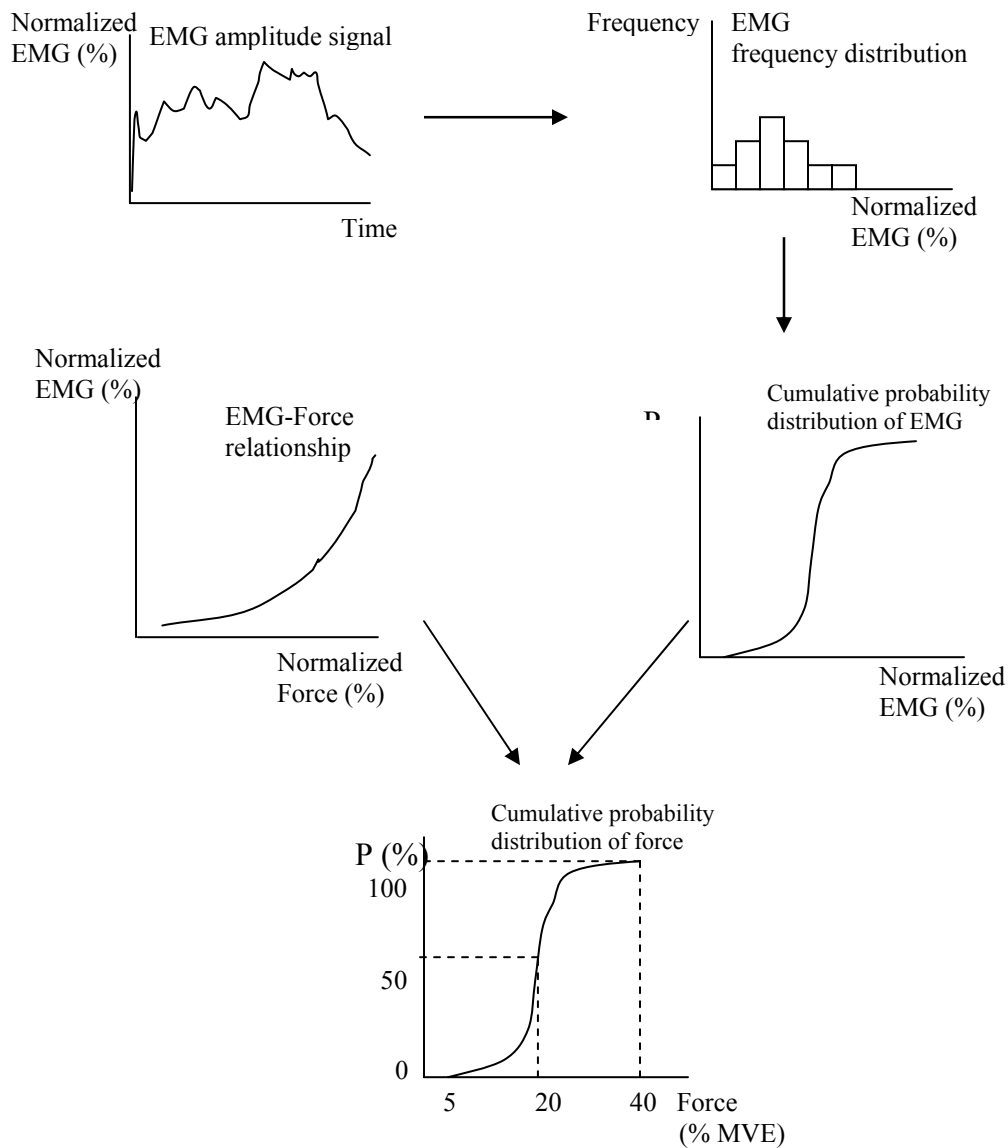 Normalized
EMG (%)
EMG amplitude signal
Time
Frequency
EMG
frequency distribution
Normalized
EMG (%)
Normalized
EMG (%)
EMG-Force
relationship
Normalized
Force (%)
Cumulative probability
distribution of EMG
Normalized
EMG (%)
Cumulative probability
distribution of force
P (%)
100
50
0
5 20 40 Force
(% MVE)